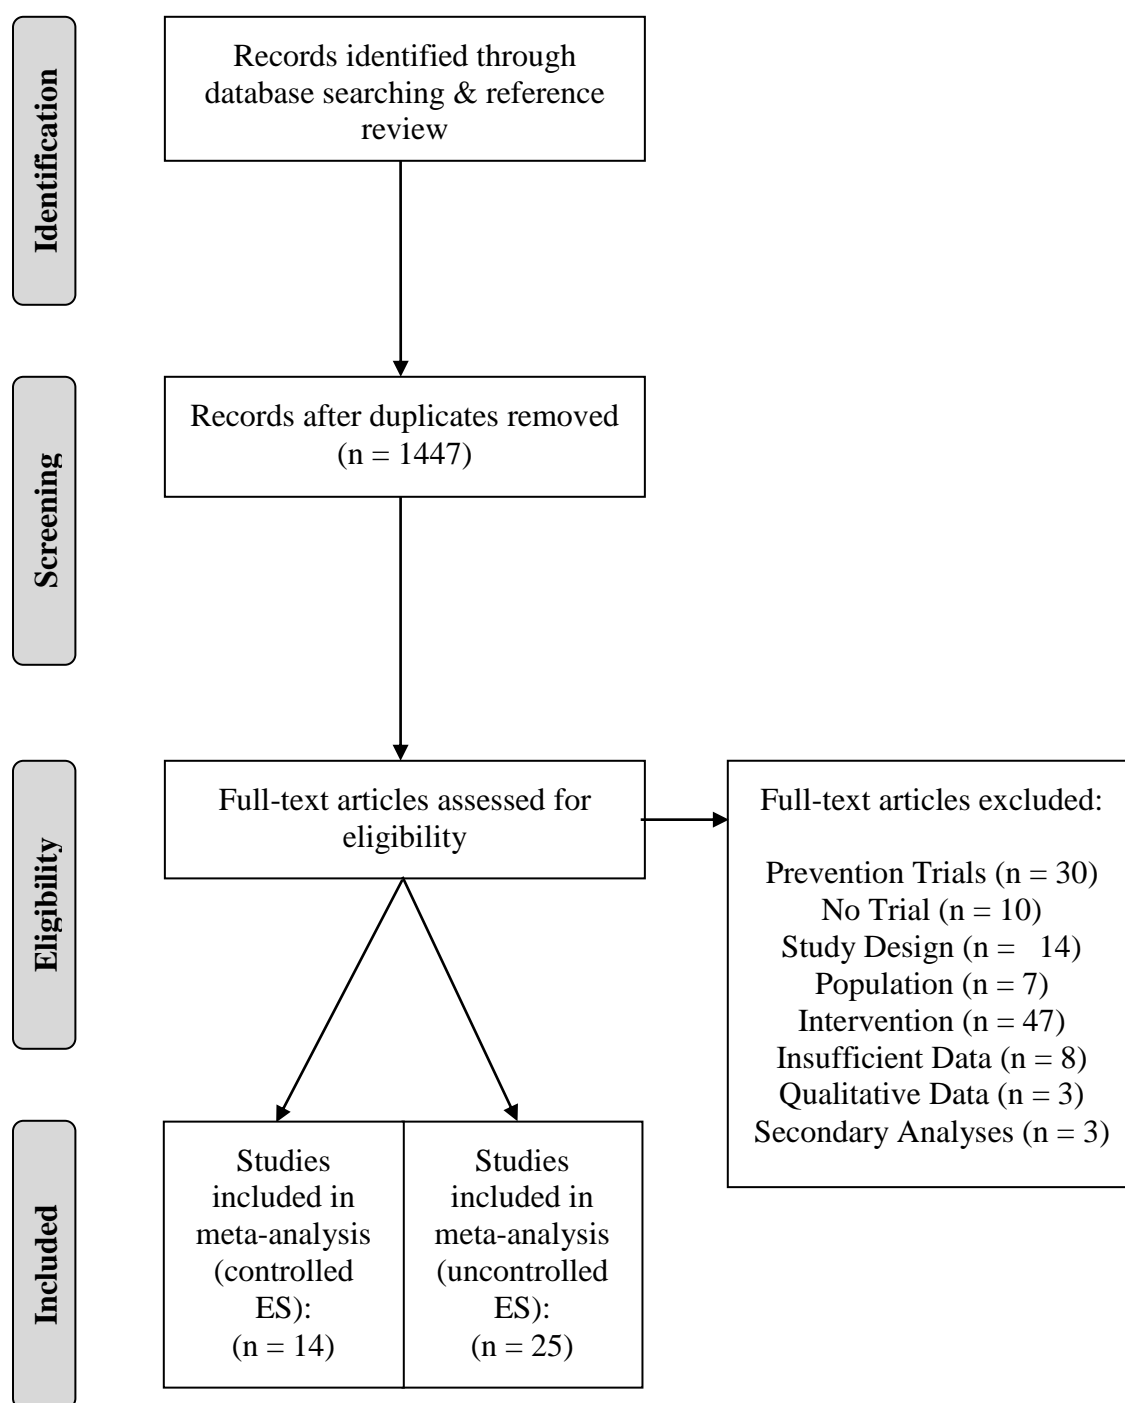 Identification
Records identified through
database searching & reference
review
Screening
Records after duplicates removed
(n = 1447)
Eligibility
Full-text articles assessed for
eligibility
Full-text articles excluded:
Prevention Trials (n = 30)
No Trial (n = 10)
Study Design (n =   14)
Population (n = 7)
Intervention (n = 47)
Insufficient Data (n = 8)
Qualitative Data (n = 3)
Secondary Analyses (n = 3)
Included
Studies
included in
meta-analysis
(controlled
ES):
(n = 14)
Studies
included in
meta-analysis
(uncontrolled
ES):
(n = 25)